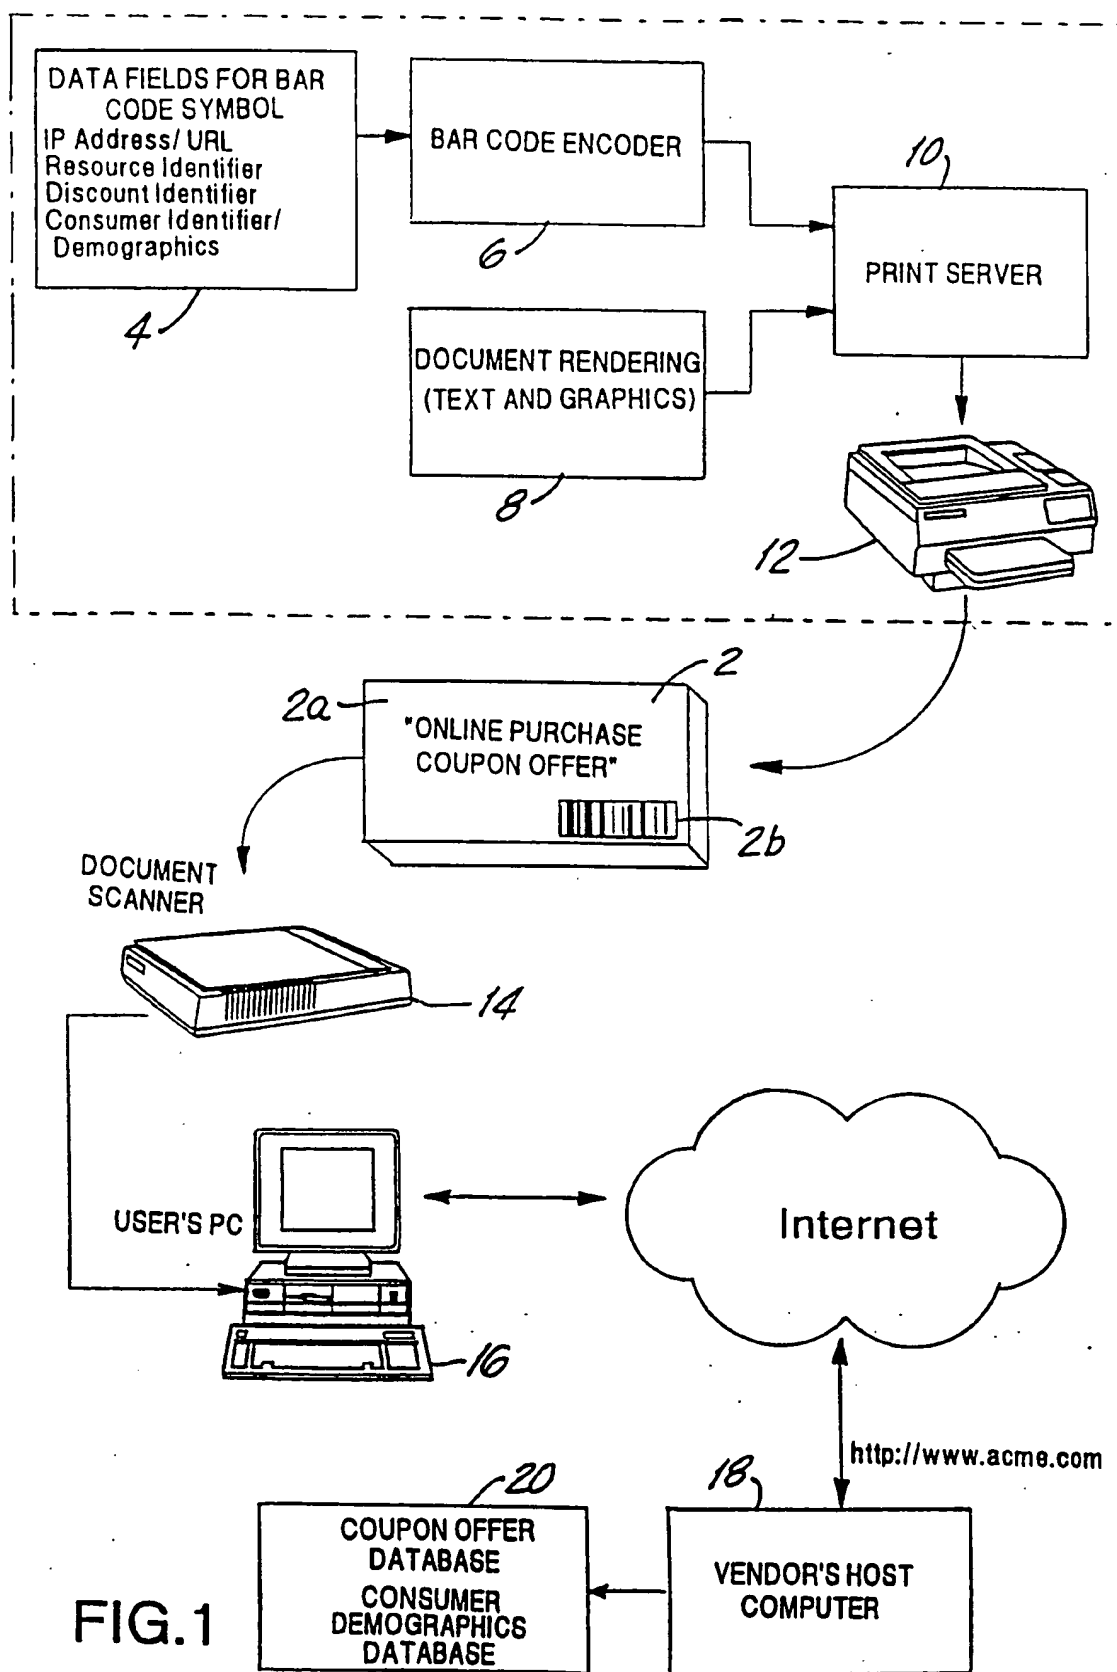 DATA FIELDS FOR BAR
CODE SYMBOL
IP Address/ URL
Resource Identifier
Discount Identifier
Consumer Identifier/
Demographics
4
BAR CODE ENCODER
6
DOCUMENT RENDERING
(TEXT AND GRAPHICS)
8
10
PRINT SERVER
12
2
2a
"ONLINE PURCHASE
COUPON OFFER"
2b
DOCUMENT
SCANNER
14
USER'S PC
16
Internet
http://www.acme.com
18
VENDOR'S HOST
COMPUTER
20
COUPON OFFER
DATABASE
CONSUMER
DEMOGRAPHICS
DATABASE
FIG.1